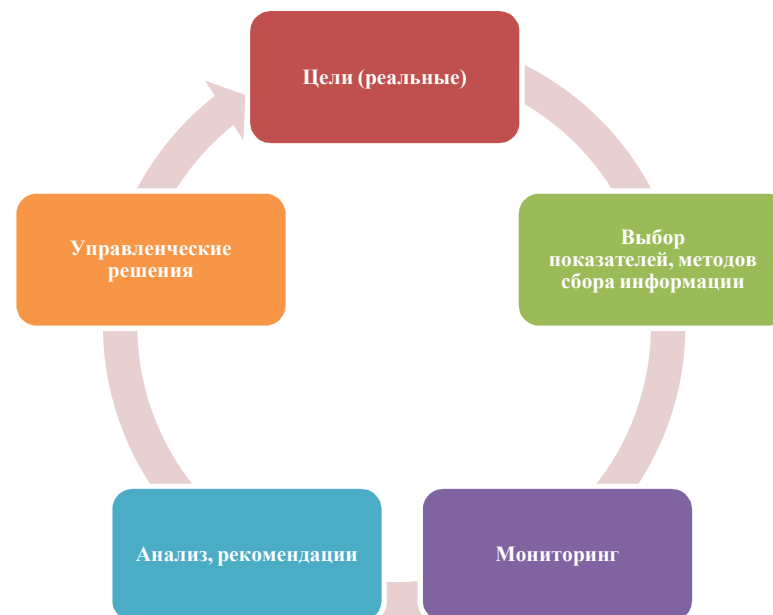 Цели (реальные)
Выбор
показателей, методов
сбора информации
Мониторинг
Анализ, рекомендации
Управленческие
решения